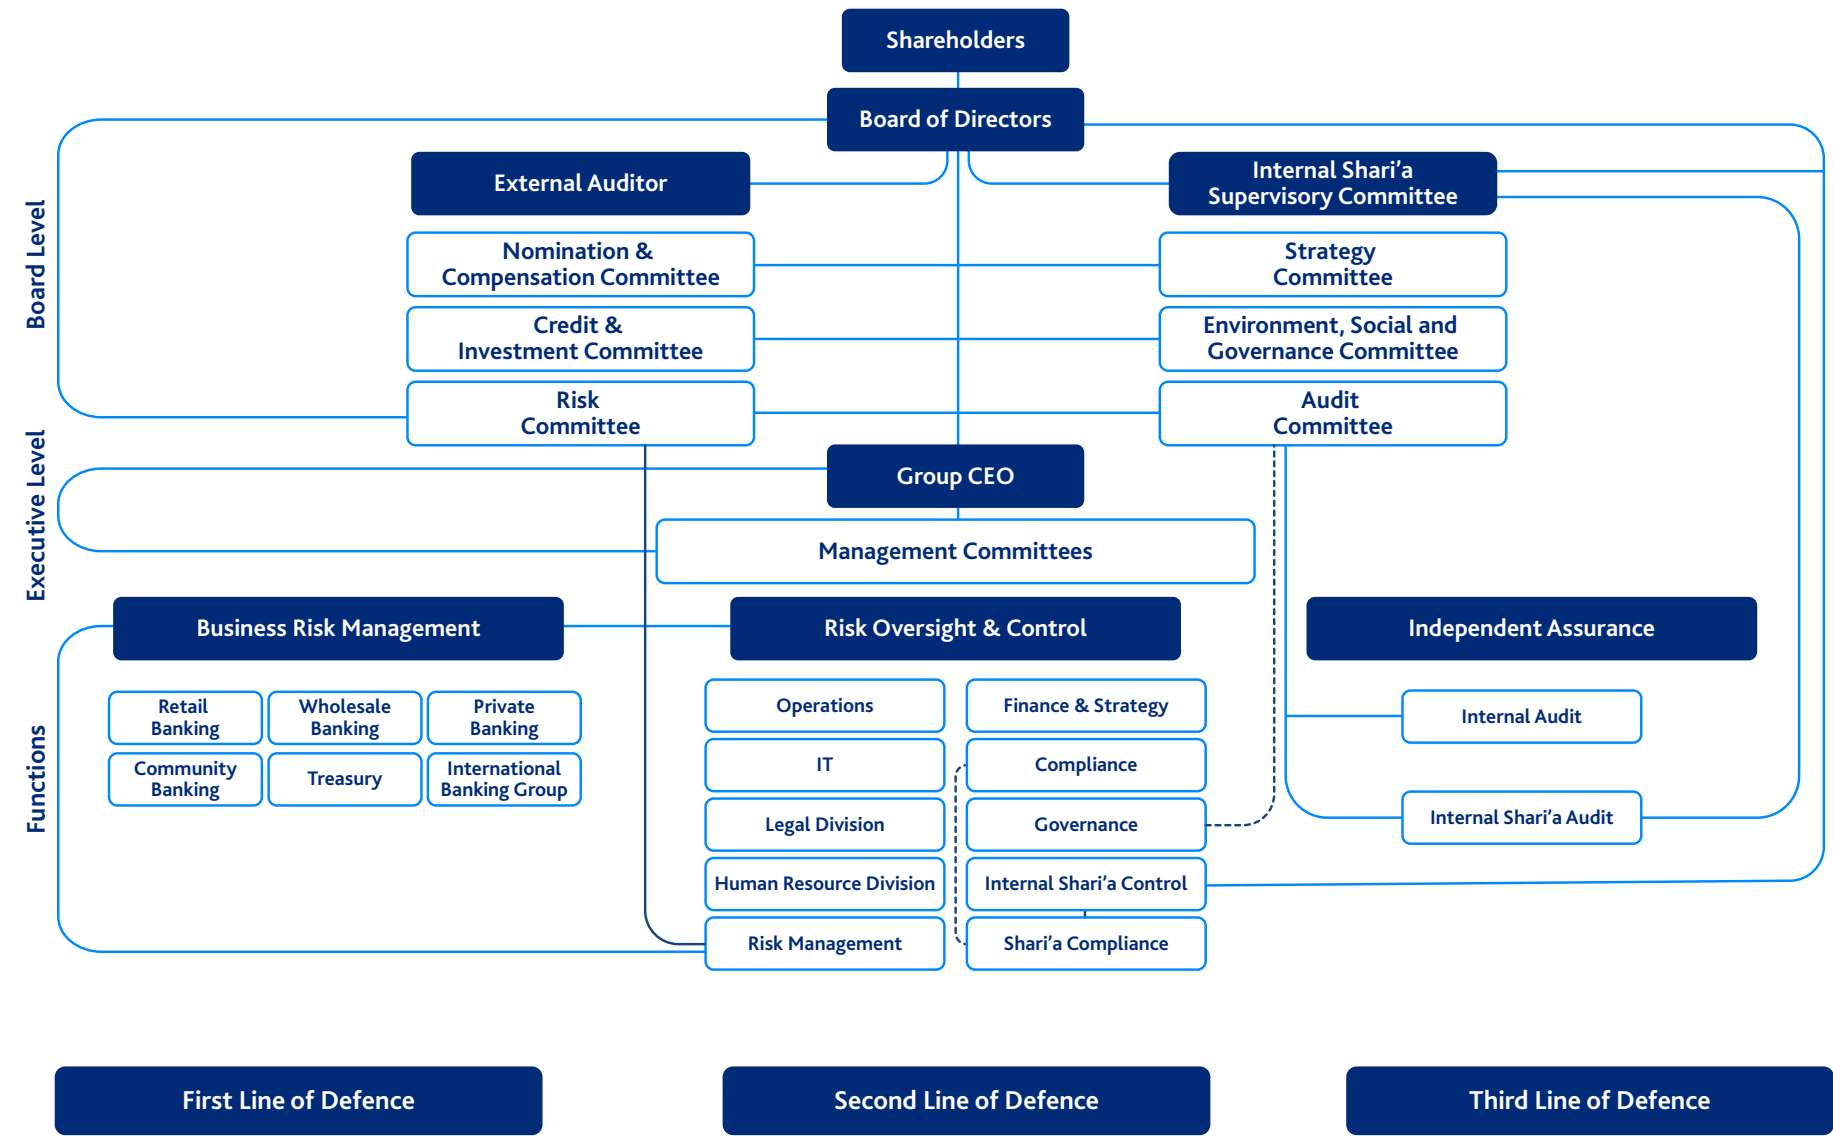 Shareholders
Board of Directors
External Auditor
Internal Shari’a
Supervisory Committee
Board Level
Nomination &
Compensation Committee
Strategy
Committee
Credit &
Investment Committee
Environment, Social and
Governance Committee
Risk
Committee
Audit
Committee
Executive Level
Group CEO
Management Committees
Functions
Business Risk Management
Risk Oversight & Control
Independent Assurance
Retail
Banking
Wholesale
Banking
Private
Banking
Community
Banking
Treasury
International
Banking Group
Operations
Finance & Strategy
IT
Compliance
Legal Division
Governance
Human Resource Division
Internal Shari’a Control
Risk Management
Shari’a Compliance
Internal Audit
Internal Shari’a Audit
First Line of Defence
Second Line of Defence
Third Line of Defence